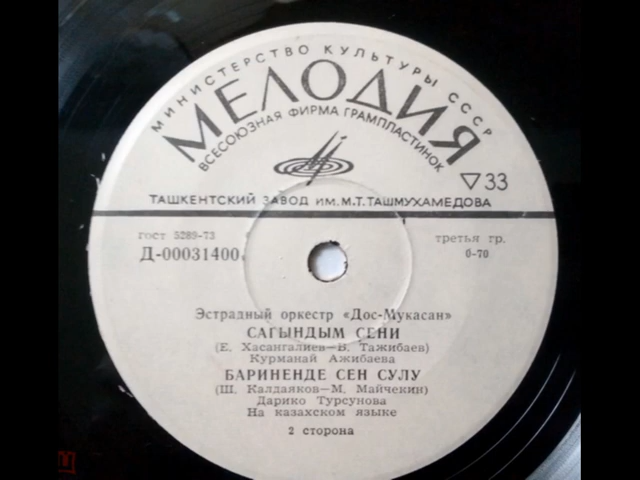 МИНИСТЕРСТВО КУЛЬТУРЫ СССР
МЕЛОДИЯ
ВСЕСОЮЗНАЯ ФИРМА ГРАМПЛАСТИНОК
▽33
ТАШКЕНТСКИЙ ЗАВОД ИМ. М.Т. ТАШМУХАМЕДОВА
гост 5289-73
третья гр.
Д-00031400
0-70
Эстрадный оркестр «Дос-Мукасан»
САГЫНДЫМ СЕНИ
(Е. Хасангалиев—Б. Тажибаев)
Курманай Ажибаева
БАРИНЕНДЕ СЕН СУЛУ
(Ш. Калдаяков—М. Майчекин)
Дарико Турсунова
На казахском языке
2 сторона